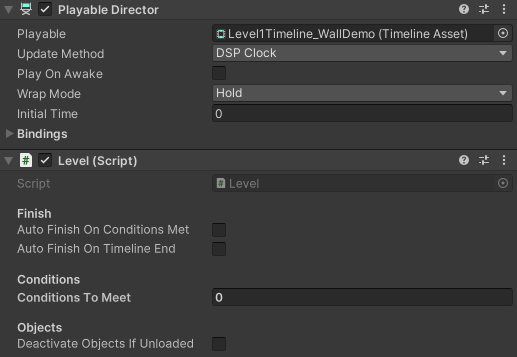 Playable Director
Playable Level1Timeline_WallDemo (Timeline Asset)
Update Method DSP Clock
Play On Awake
Wrap Mode Hold
Initial Time 0
Bindings
# Level (Script)
Script # Level
Finish
Auto Finish On Conditions Met
Auto Finish On Timeline End
Conditions
Conditions To Meet 0
Objects
Deactivate Objects If Unloaded